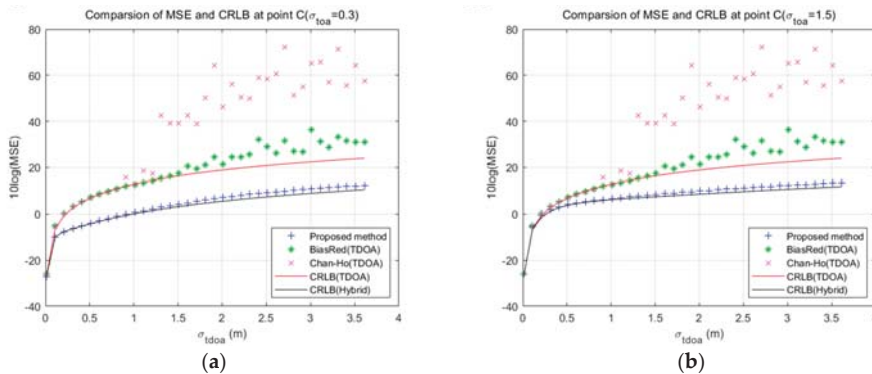 Comparsion of MSE and CRLB at point C(σtoa=0.3)
80
60
40
20
0
-20
-40
10log(MSE)
Proposed method
BiasRed(TDOA)
Chan-Ho(TDOA)
CRLB(TDOA)
CRLB(Hybrid)
0 0.5 1 1.5 2 2.5 3 3.5 4
σtdoa (m)
(a)
Comparsion of MSE and CRLB at point C(σtoa=1.5)
80
60
40
20
0
-20
-40
10log(MSE)
Proposed method
BiasRed(TDOA)
Chan-Ho(TDOA)
CRLB(TDOA)
CRLB(Hybrid)
0 0.5 1 1.5 2 2.5 3 3.5 4
σtdoa (m)
(b)